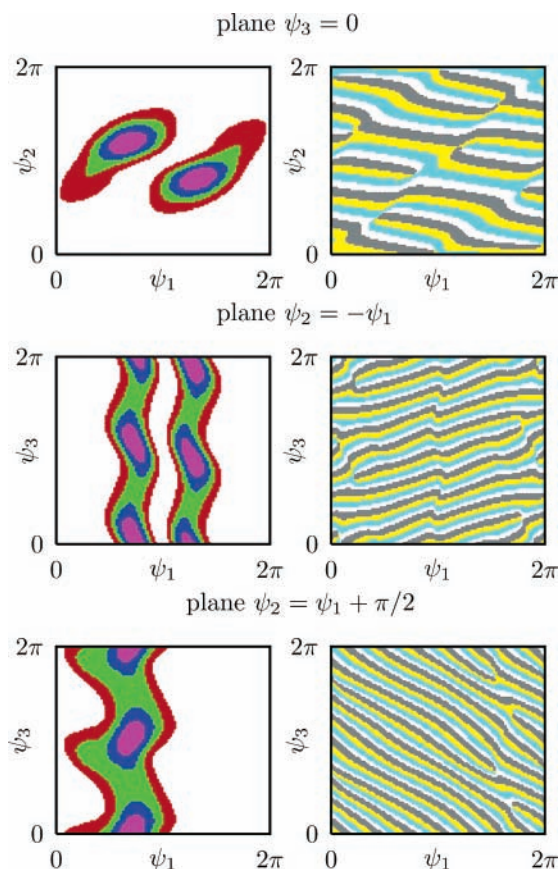 plane ψ₃ = 0
2π 2π
ψ₂ ψ₂
0 0
0 ψ₁ 2π 0 ψ₁ 2π
plane ψ₂ = −ψ₁
2π 2π
ψ₃ ψ₃
0 0
0 ψ₁ 2π 0 ψ₁ 2π
plane ψ₂ = ψ₁ + π/2
2π 2π
ψ₃ ψ₃
0 0
0 ψ₁ 2π 0 ψ₁ 2π